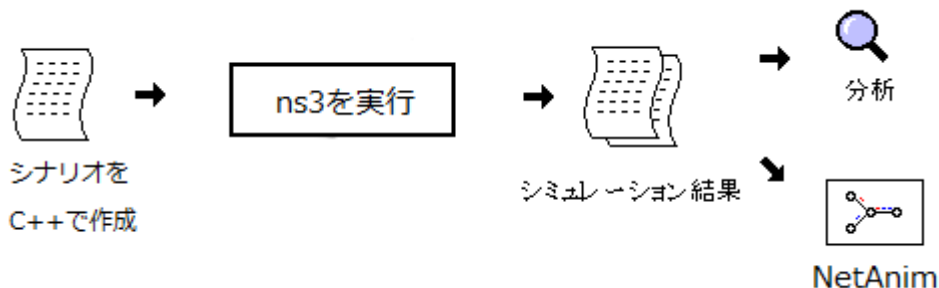 シナリオを
C++で作成
ns3を実行
シミュレーション結果
分析
NetAnim